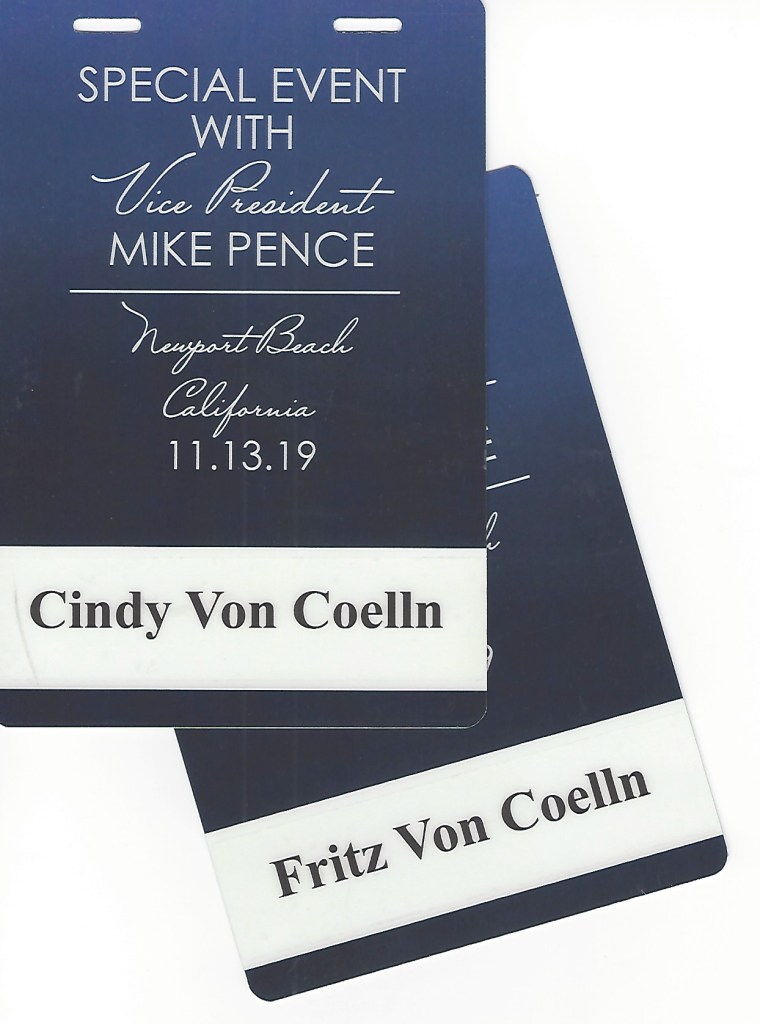 SPECIAL EVENT
WITH
Vice President
MIKE PENCE
Newport Beach
California
11.13.19
Cindy Von Coelln
Fritz Von Coelln